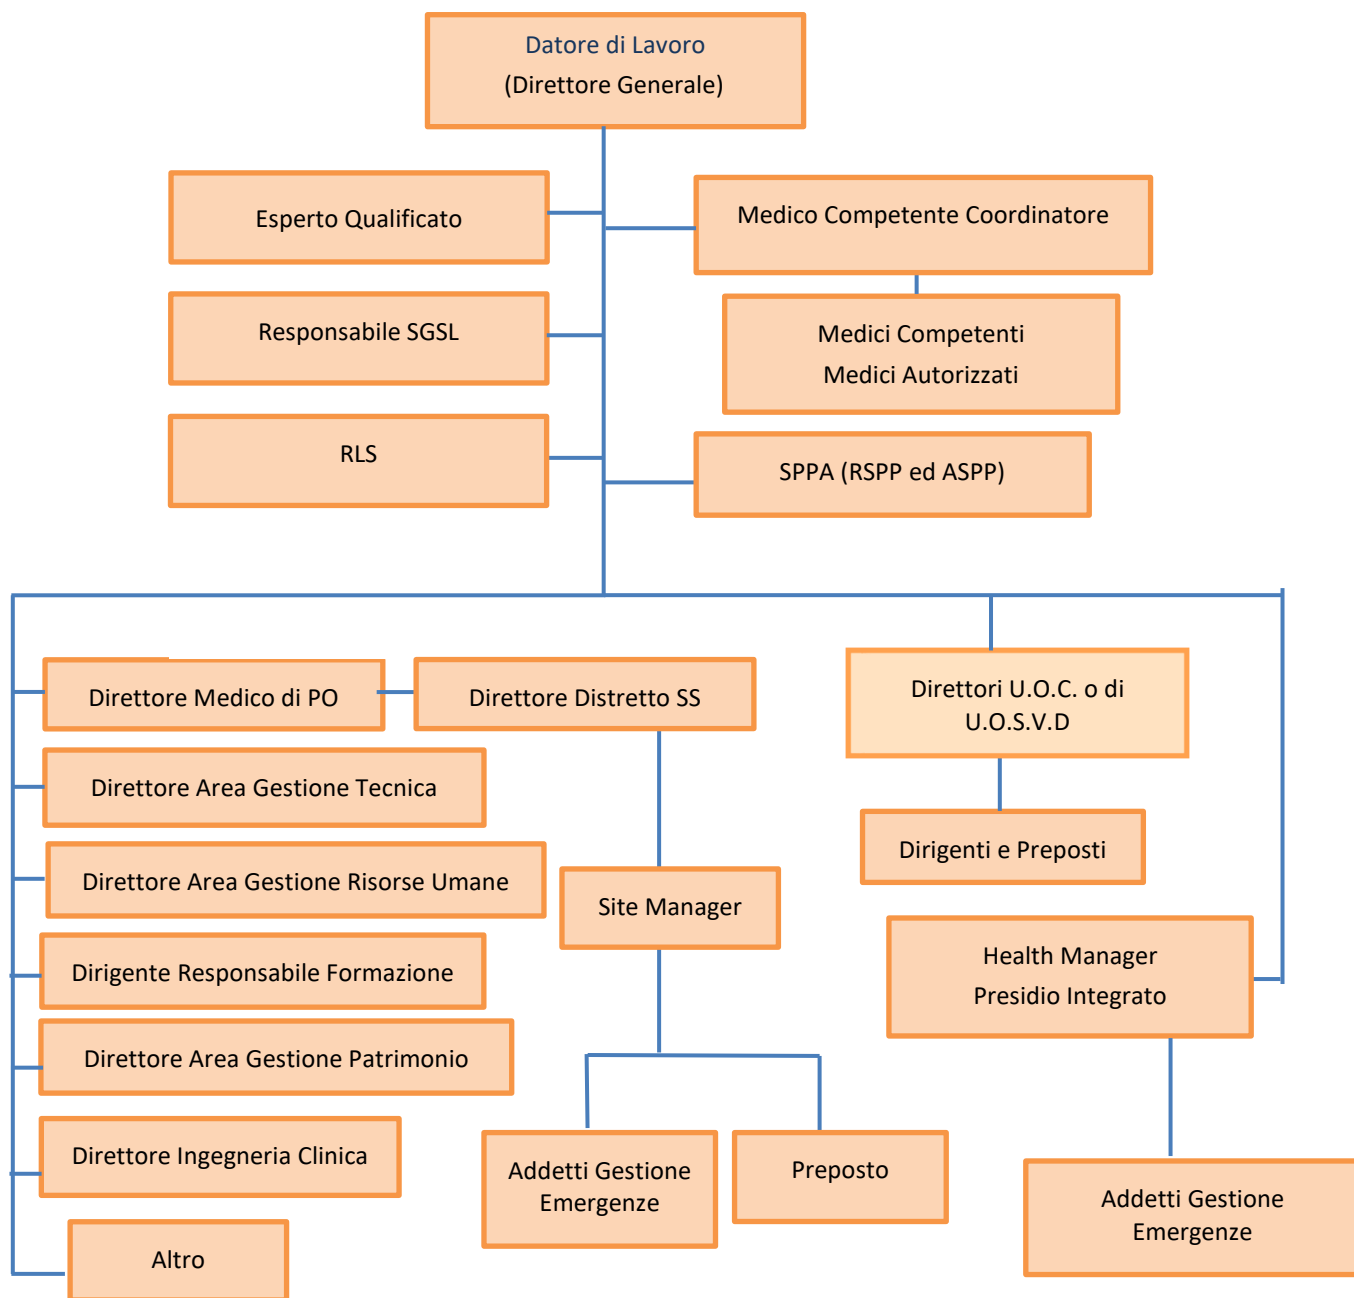 Datore di Lavoro
(Direttore Generale)
Esperto Qualificato
Medico Competente Coordinatore
Responsabile SGSL
Medici Competenti
Medici Autorizzati
RLS
SPPA (RSPP ed ASPP)
Direttore Medico di PO
Direttore Distretto SS
Direttori U.O.C. o di
U.O.S.V.D
Direttore Area Gestione Tecnica
Dirigenti e Preposti
Direttore Area Gestione Risorse Umane
Site Manager
Health Manager
Presidio Integrato
Dirigente Responsabile Formazione
Direttore Area Gestione Patrimonio
Direttore Ingegneria Clinica
Addetti Gestione
Emergenze
Preposto
Addetti Gestione
Emergenze
Altro